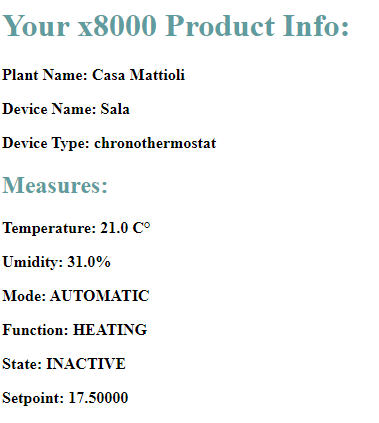 Your x8000 Product Info:
Plant Name: Casa Mattioli
Device Name: Sala
Device Type: chronothermostat
Measures:
Temperature: 21.0 C°
Umidity: 31.0%
Mode: AUTOMATIC
Function: HEATING
State: INACTIVE
Setpoint: 17.50000